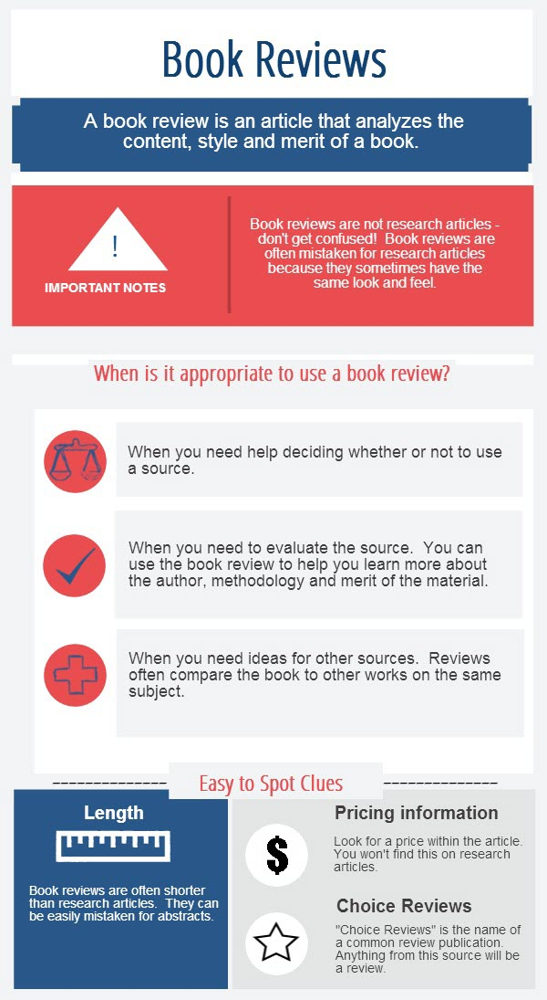 Book Reviews
A book review is an article that analyzes the
content, style and merit of a book.
!
IMPORTANT NOTES
Book reviews are not research articles -
don't get confused!  Book reviews are
often mistaken for research articles
because they sometimes have the
same look and feel.
When is it appropriate to use a book review?
When you need help deciding whether or not to use
a source.
When you need to evaluate the source.  You can
use the book review to help you learn more about
the author, methodology and merit of the material.
When you need ideas for other sources.  Reviews
often compare the book to other works on the same
subject.
Easy to Spot Clues
Length
Book reviews are often shorter
than research articles.  They can
be easily mistaken for abstracts.
Pricing information
$
Look for a price within the article.
You won't find this on research
articles.
Choice Reviews
"Choice Reviews" is the name of
a common review publication.
Anything from this source will be
a review.